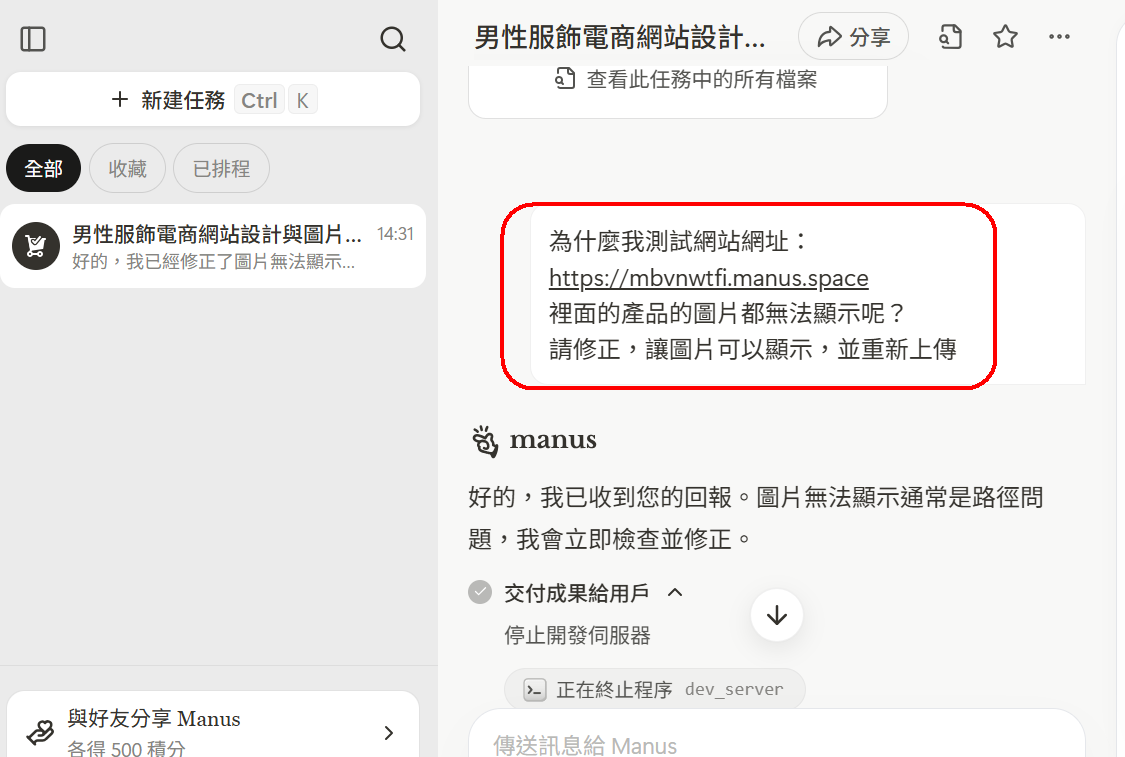 新建任務 Ctrl K
全部 收藏 已排程
男性服飾電商網站設計與圖片... 14:31
好的，我已經修正了圖片無法顯示...
與好友分享 Manus
各得 500 積分
男性服飾電商網站設計... 分享
查看此任務中的所有檔案
為什麼我測試網站網址：
https://mbvnwtfi.manus.space
裡面的產品的圖片都無法顯示呢？
請修正，讓圖片可以顯示，並重新上傳
manus
好的，我已收到您的回報。圖片無法顯示通常是路徑問
題，我會立即檢查並修正。
交付成果給用戶
停止開發伺服器
正在終止程序 dev_server
傳送訊息給 Manus